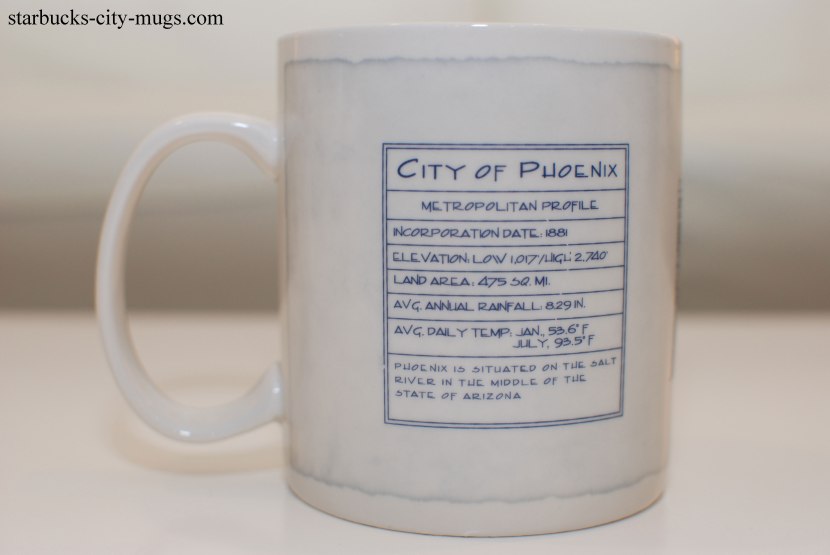 starbucks-city-mugs.com
CITY OF PHOENIX
METROPOLITAN PROFILE
INCORPORATION DATE: 1881
ELEVATION: LOW 1,017'/HIGH 2,740'
LAND AREA: 475 SQ. MI.
AVG. ANNUAL RAINFALL: 8.29 IN.
AVG. DAILY TEMP: JAN., 53.6° F
JULY, 93.5° F
PHOENIX IS SITUATED ON THE SALT
RIVER IN THE MIDDLE OF THE
STATE OF ARIZONA